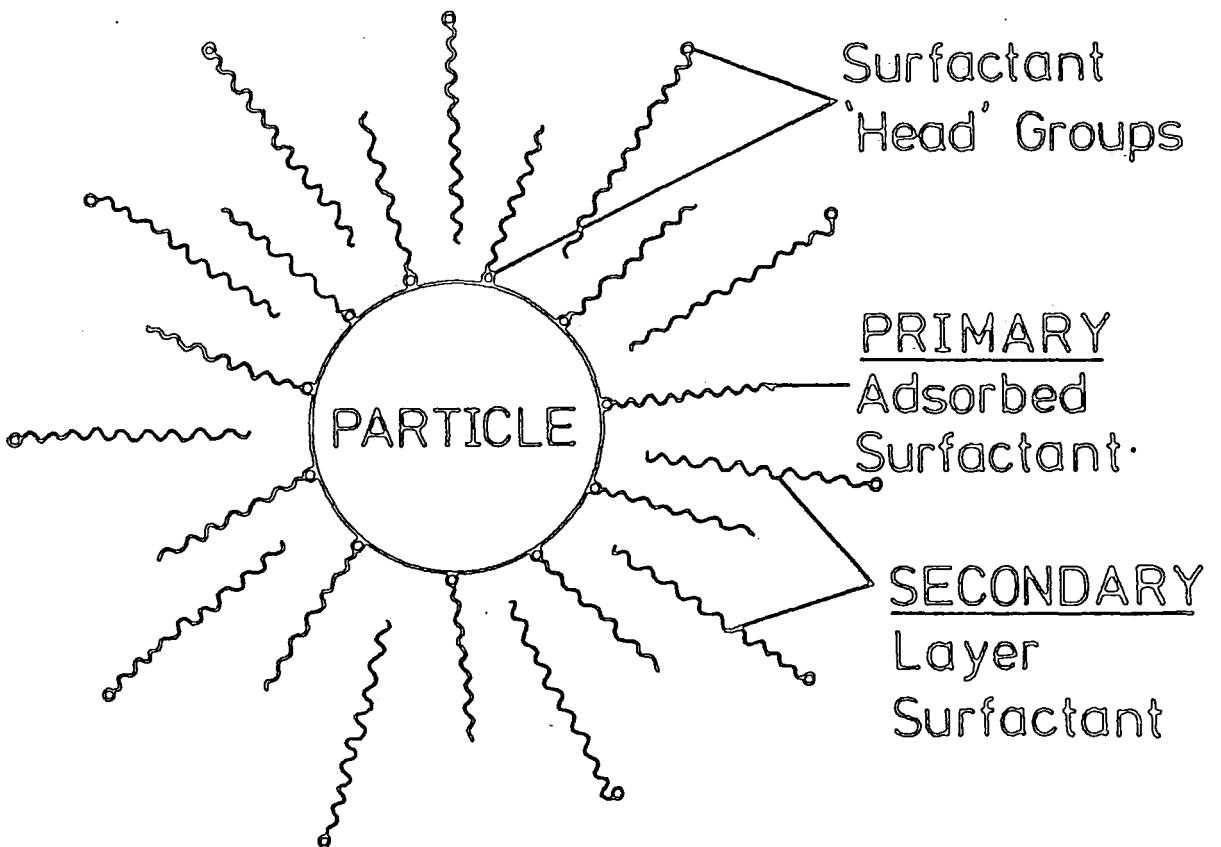 Surfactant
'Head' Groups
PRIMARY
Adsorbed
Surfactant
PARTICLE
SECONDARY
Layer
Surfactant